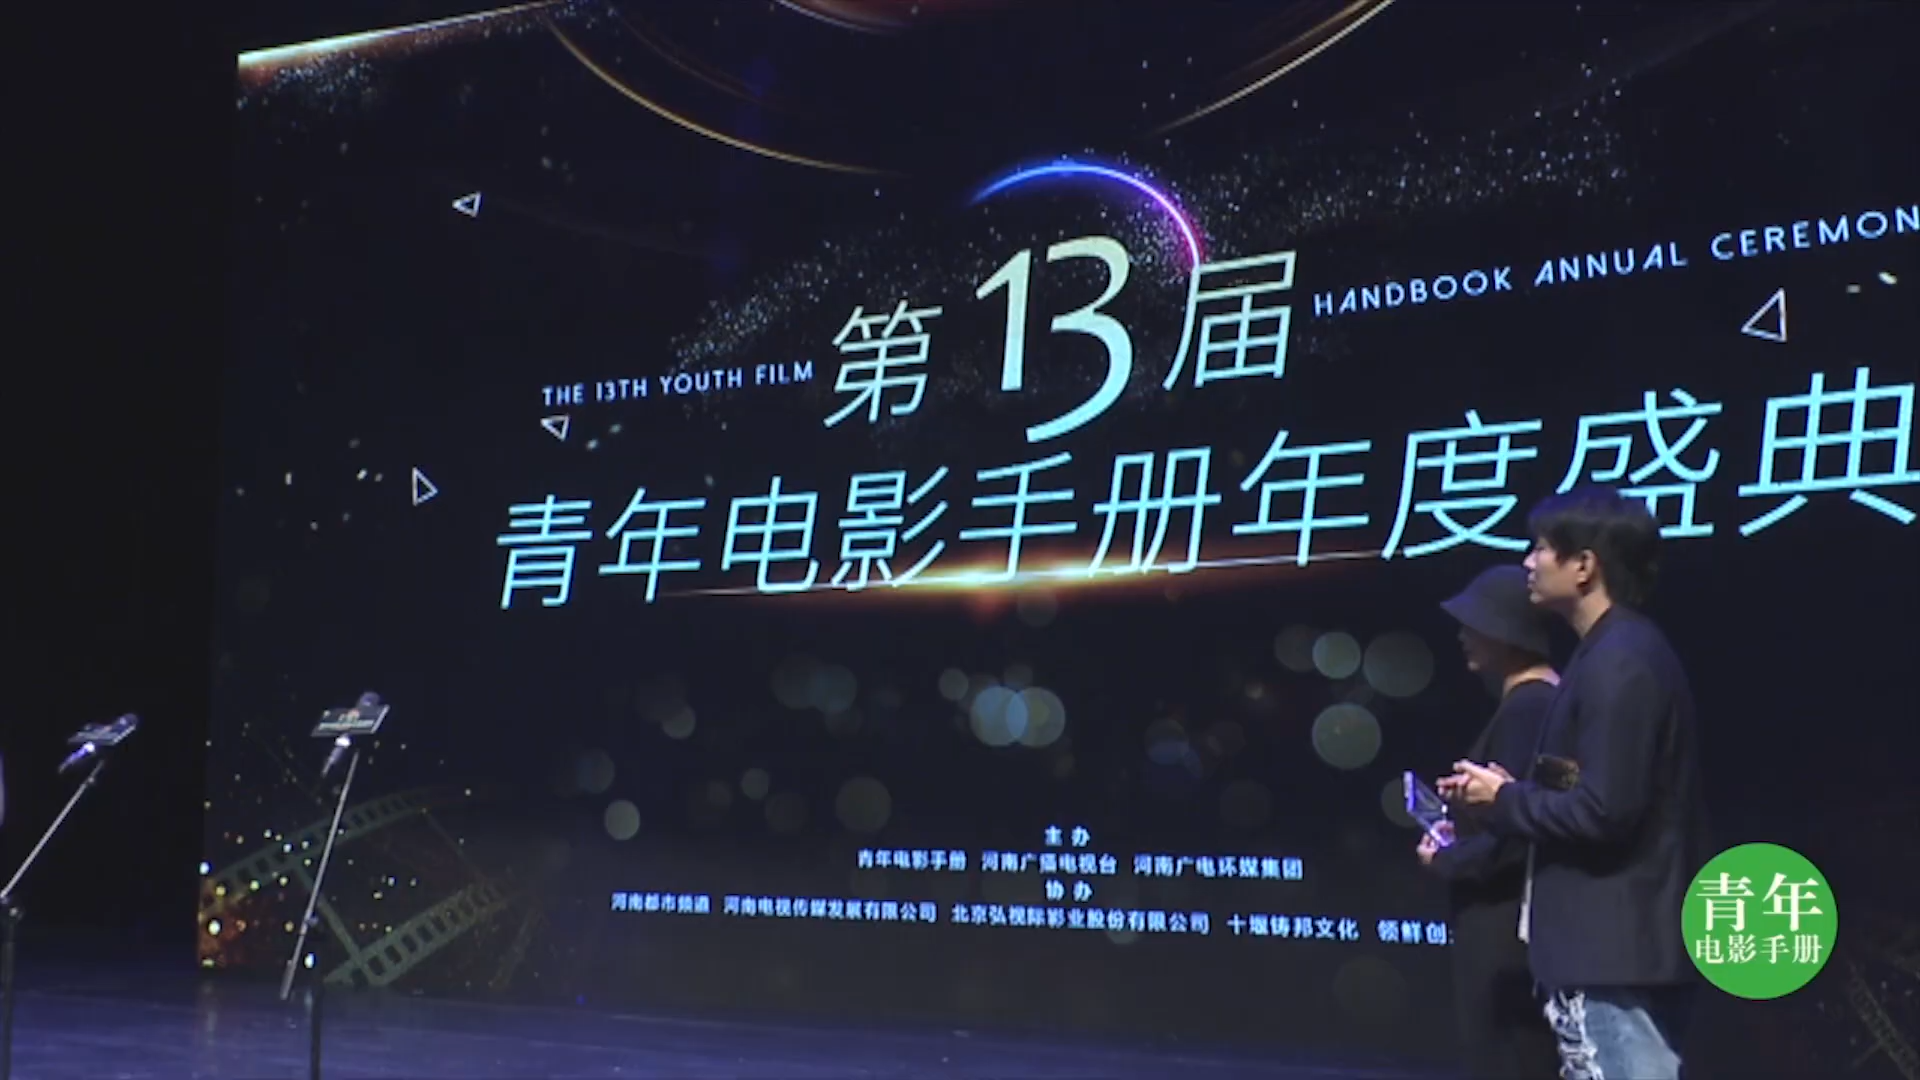 THE 13TH YOUTH FILM 第13届 HANDBOOK ANNUAL CEREMON
青年电影手册年度盛典
主办
青年电影手册 河南广播电视台 河南广电环媒集团
协办
河南都市频道 河南电视传媒发展有限公司 北京弘视际影业股份有限公司 十堰铸邦文化 领鲜创
青年
电影手册